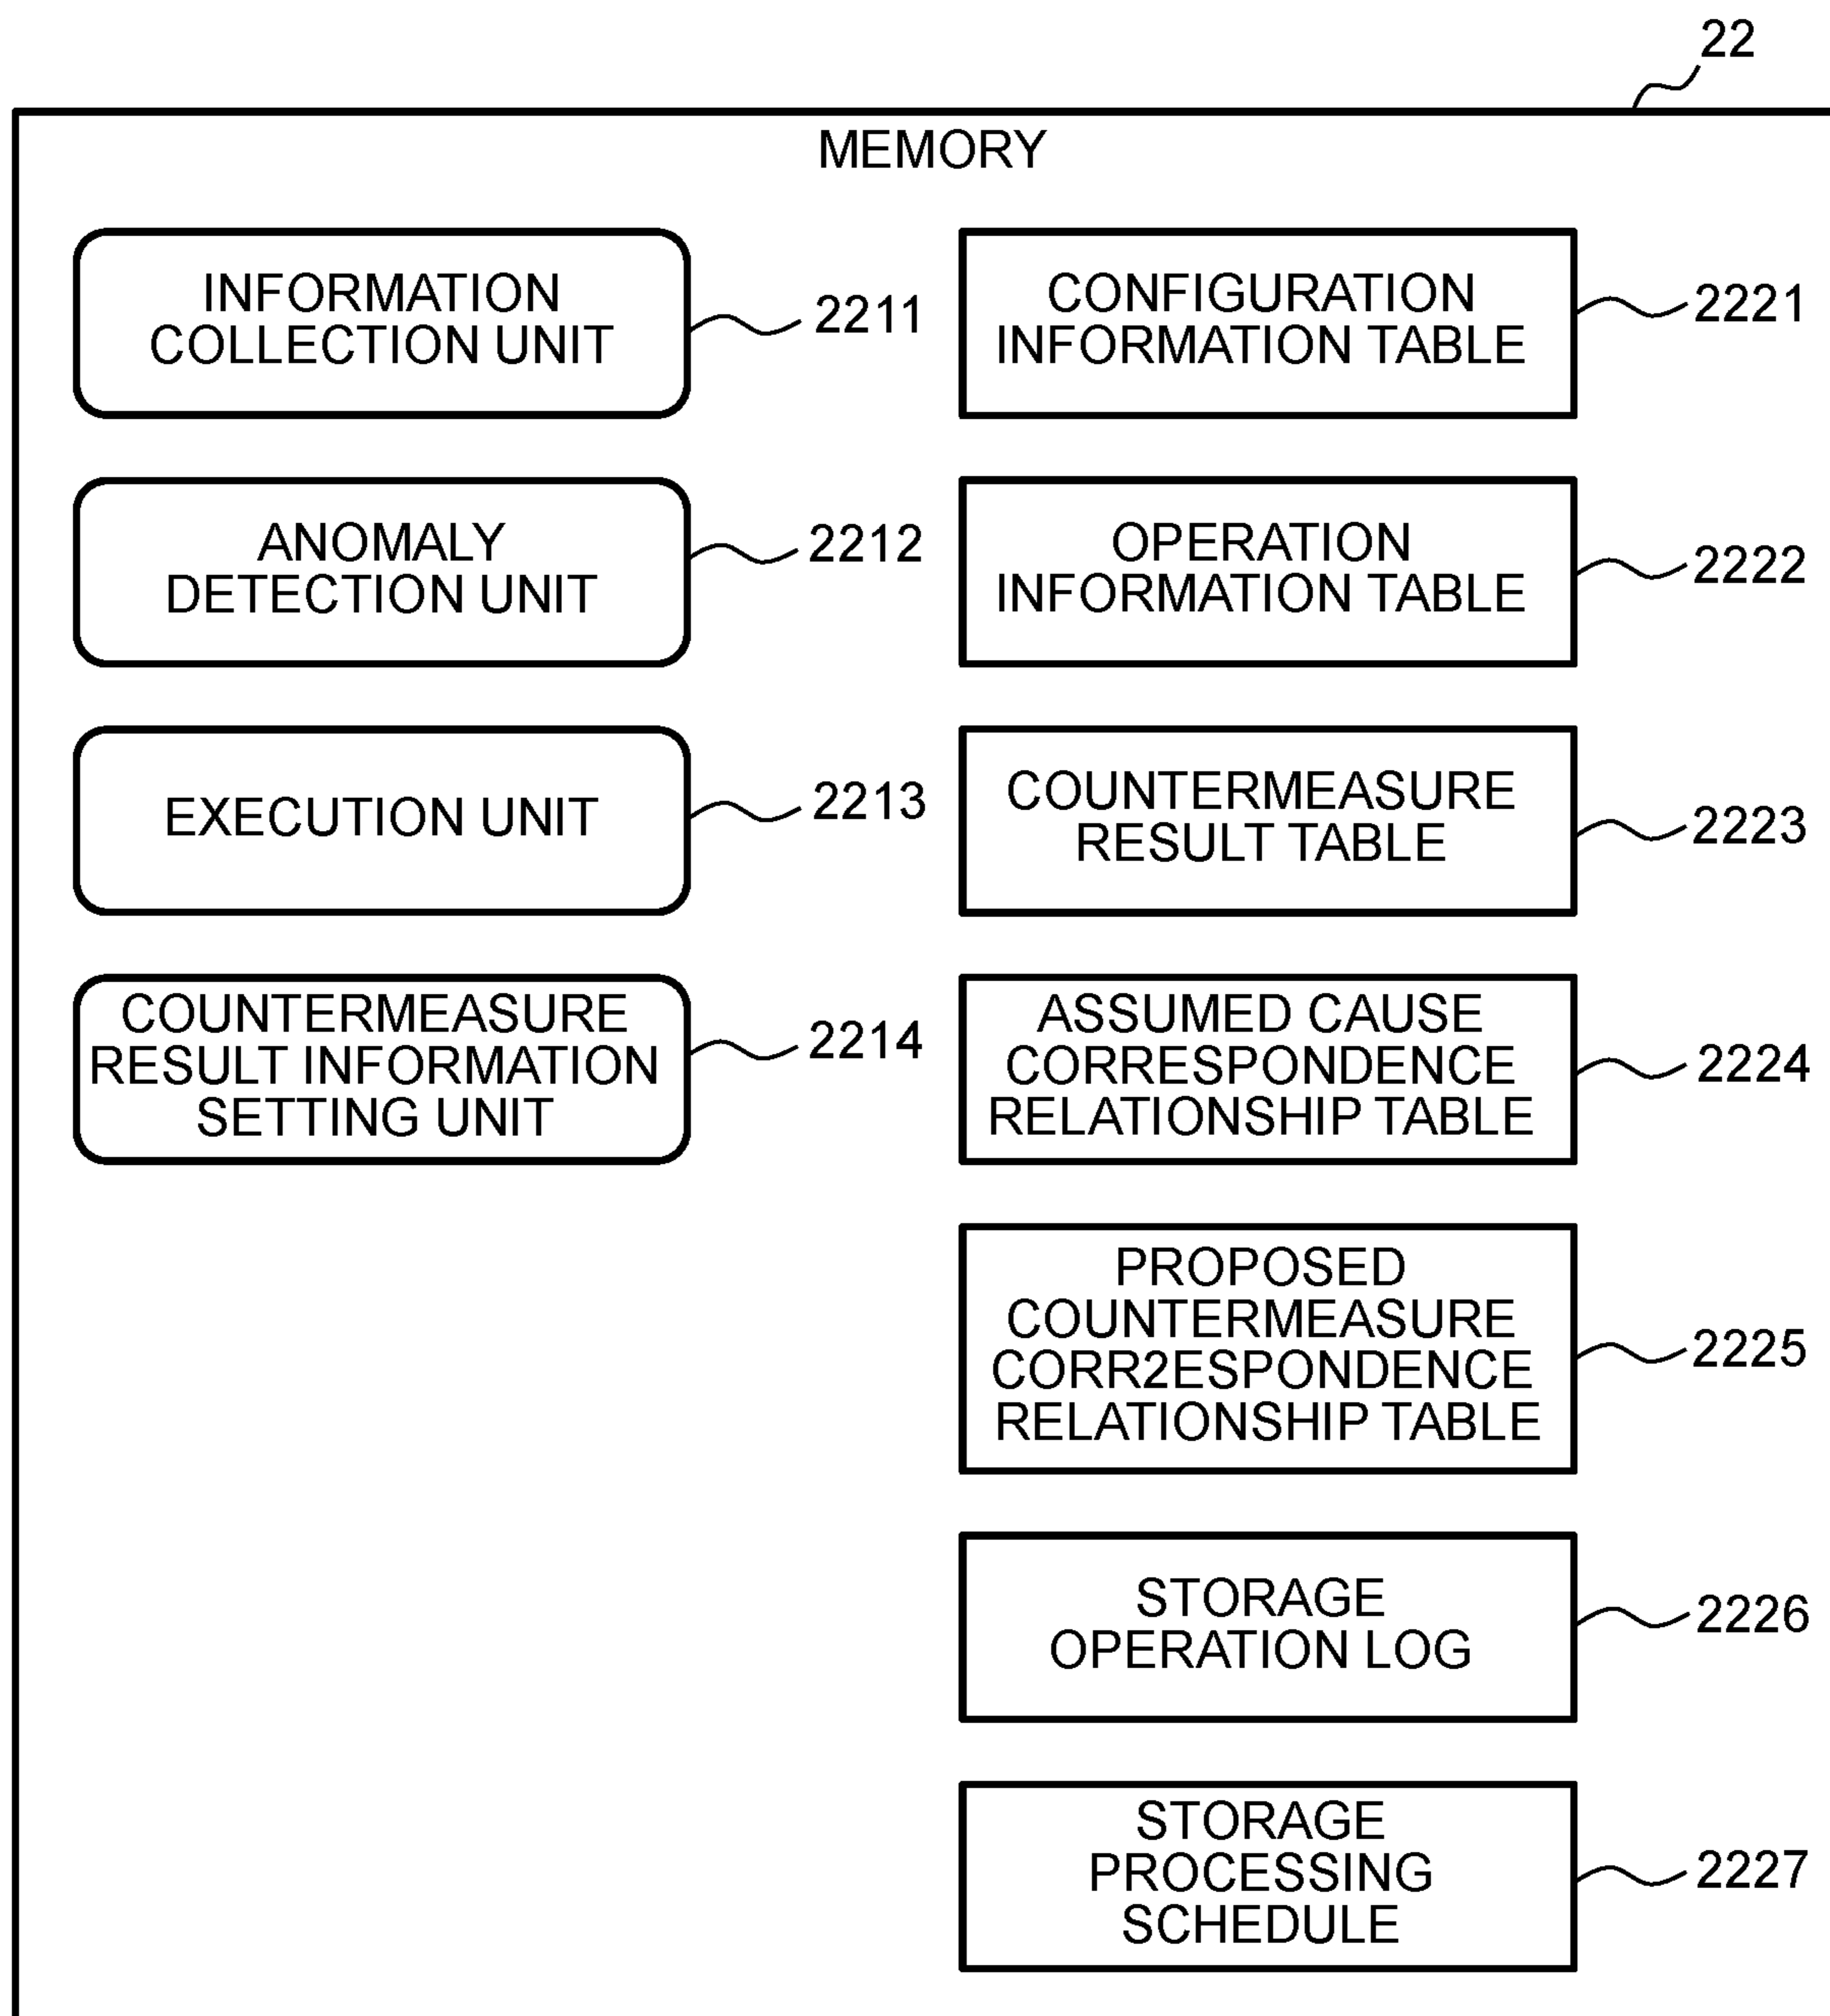 22
MEMORY
INFORMATION
COLLECTION UNIT
2211
CONFIGURATION
INFORMATION TABLE
2221
ANOMALY
DETECTION UNIT
2212
OPERATION
INFORMATION TABLE
2222
EXECUTION UNIT
2213
COUNTERMEASURE
RESULT TABLE
2223
COUNTERMEASURE
RESULT INFORMATION
SETTING UNIT
2214
ASSUMED CAUSE
CORRESPONDENCE
RELATIONSHIP TABLE
2224
PROPOSED
COUNTERMEASURE
CORR2ESPONDENCE
RELATIONSHIP TABLE
2225
STORAGE
OPERATION LOG
2226
STORAGE
PROCESSING
SCHEDULE
2227